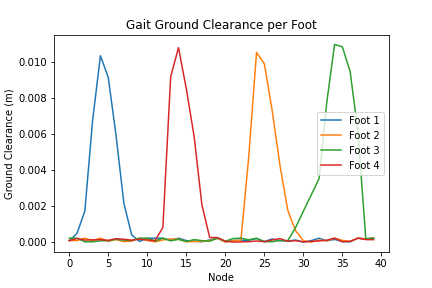 Gait Ground Clearance per Foot
Ground Clearance (m)
0.010
0.008
0.006
0.004
0.002
0.000
Foot 1
Foot 2
Foot 3
Foot 4
0 5 10 15 20 25 30 35 40
Node